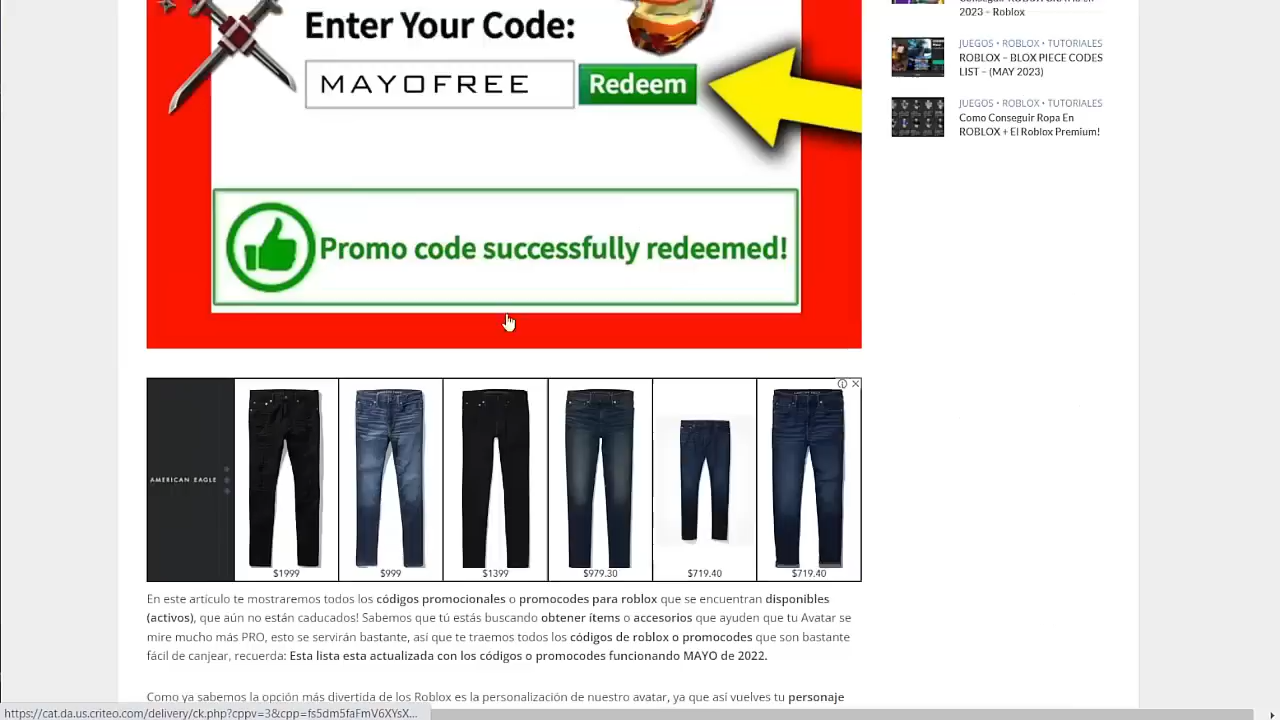 Enter Your Code:
MAYOFREE
Redeem
Promo code successfully redeemed!
2023 – Roblox
JUEGOS • ROBLOX • TUTORIALES
ROBLOX – BLOX PIECE CODES
LIST – (MAY 2023)
JUEGOS • ROBLOX • TUTORIALES
Como Conseguir Ropa En
ROBLOX + El Roblox Premium!
AMERICAN EAGLE
$1999
$999
$1399
$979.30
$719.40
$719.40
En este artículo te mostraremos todos los códigos promocionales o promocodes para roblox que se encuentran disponibles
(activos), que aún no están caducados! Sabemos que tú estás buscando obtener ítems o accesorios que ayuden que tu Avatar se
mire mucho más PRO, esto se servirán bastante, así que te traemos todos los códigos de roblox o promocodes que son bastante
fácil de canjear, recuerda: Esta lista esta actualizada con los códigos o promocodes funcionando MAYO de 2022.
Como ya sabemos la opción más divertida de los Roblox es la personalización de nuestro avatar, ya que así vuelves tu personaje
https://cat.da.us.criteo.com/delivery/ck.php?cppv=3&cpp=fs5dm5faFmV6XYsX...